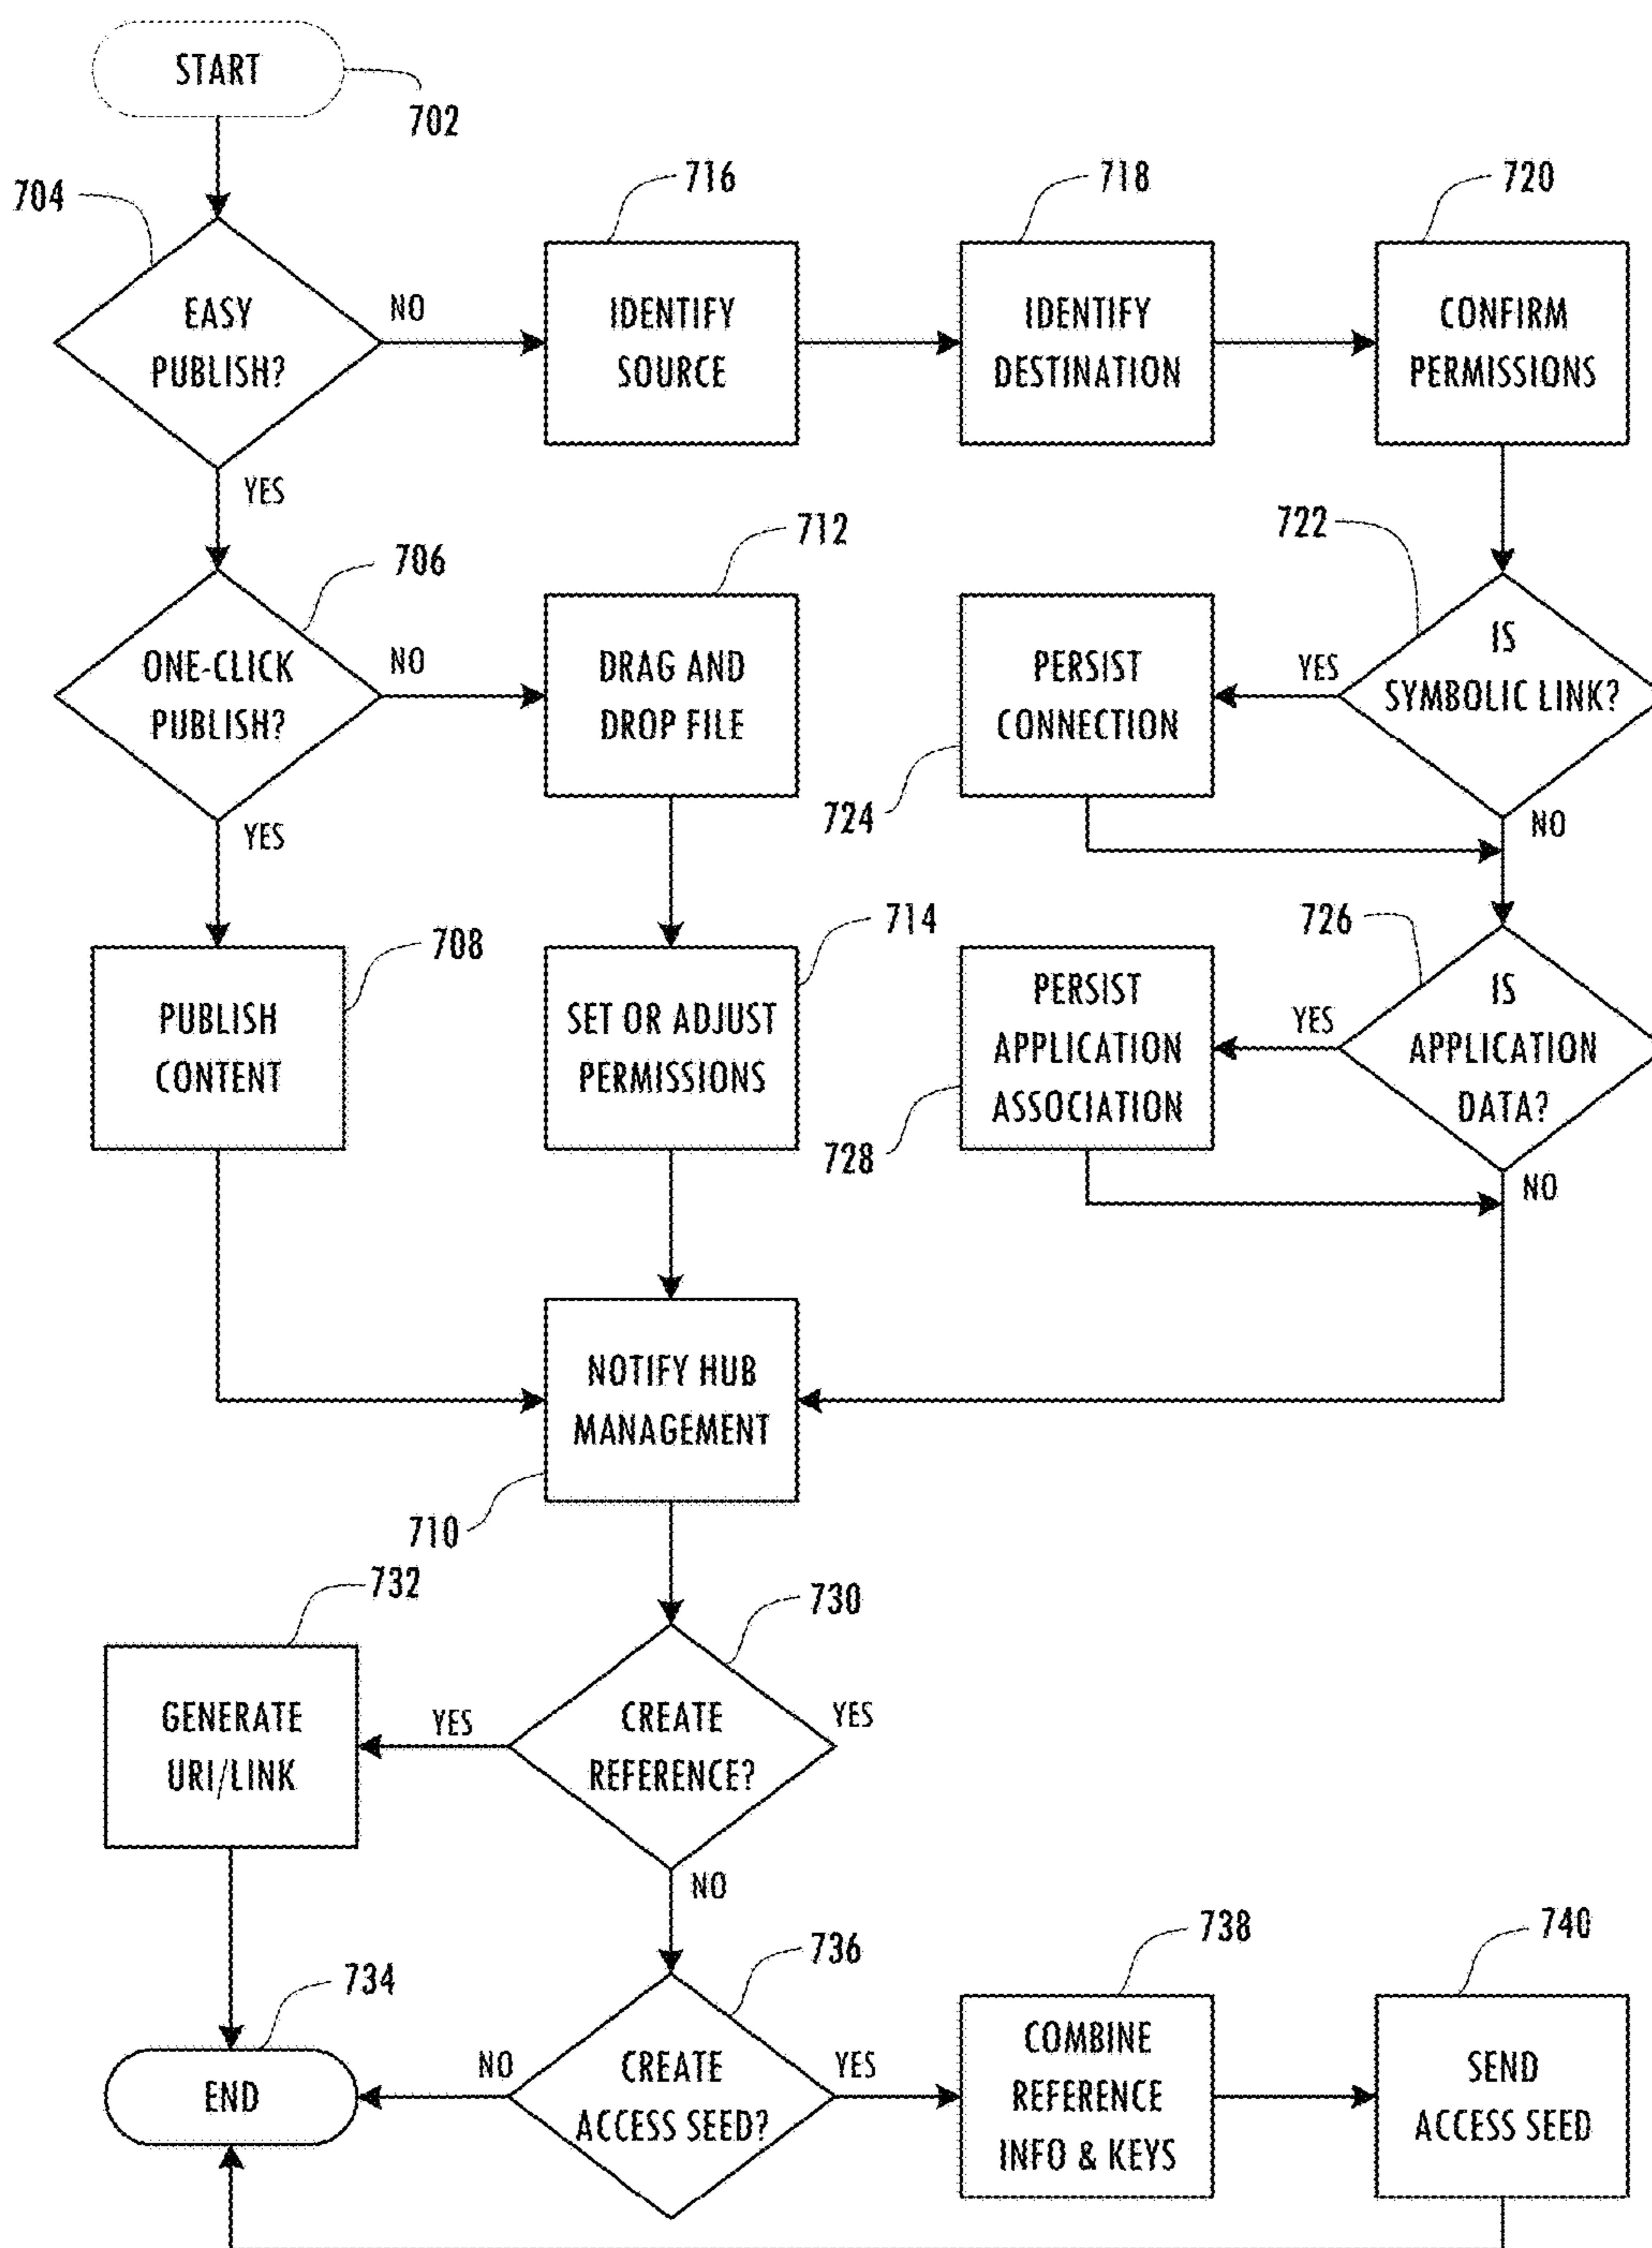 START
702
704
716
718
720
EASY
PUBLISH?
NO
IDENTIFY
SOURCE
IDENTIFY
DESTINATION
CONFIRM
PERMISSIONS
YES
706
712
722
ONE-CLICK
PUBLISH?
NO
DRAG AND
DROP FILE
PERSIST
CONNECTION
YES
IS
SYMBOLIC LINK?
724
YES
NO
708
714
726
PUBLISH
CONTENT
SET OR ADJUST
PERMISSIONS
PERSIST
APPLICATION
ASSOCIATION
YES
IS
APPLICATION
DATA?
728
NO
NOTIFY HUB
MANAGEMENT
710
732
730
GENERATE
URI/LINK
YES
CREATE
REFERENCE?
YES
NO
734
736
738
740
END
NO
CREATE
ACCESS SEED?
YES
COMBINE
REFERENCE
INFO & KEYS
SEND
ACCESS SEED